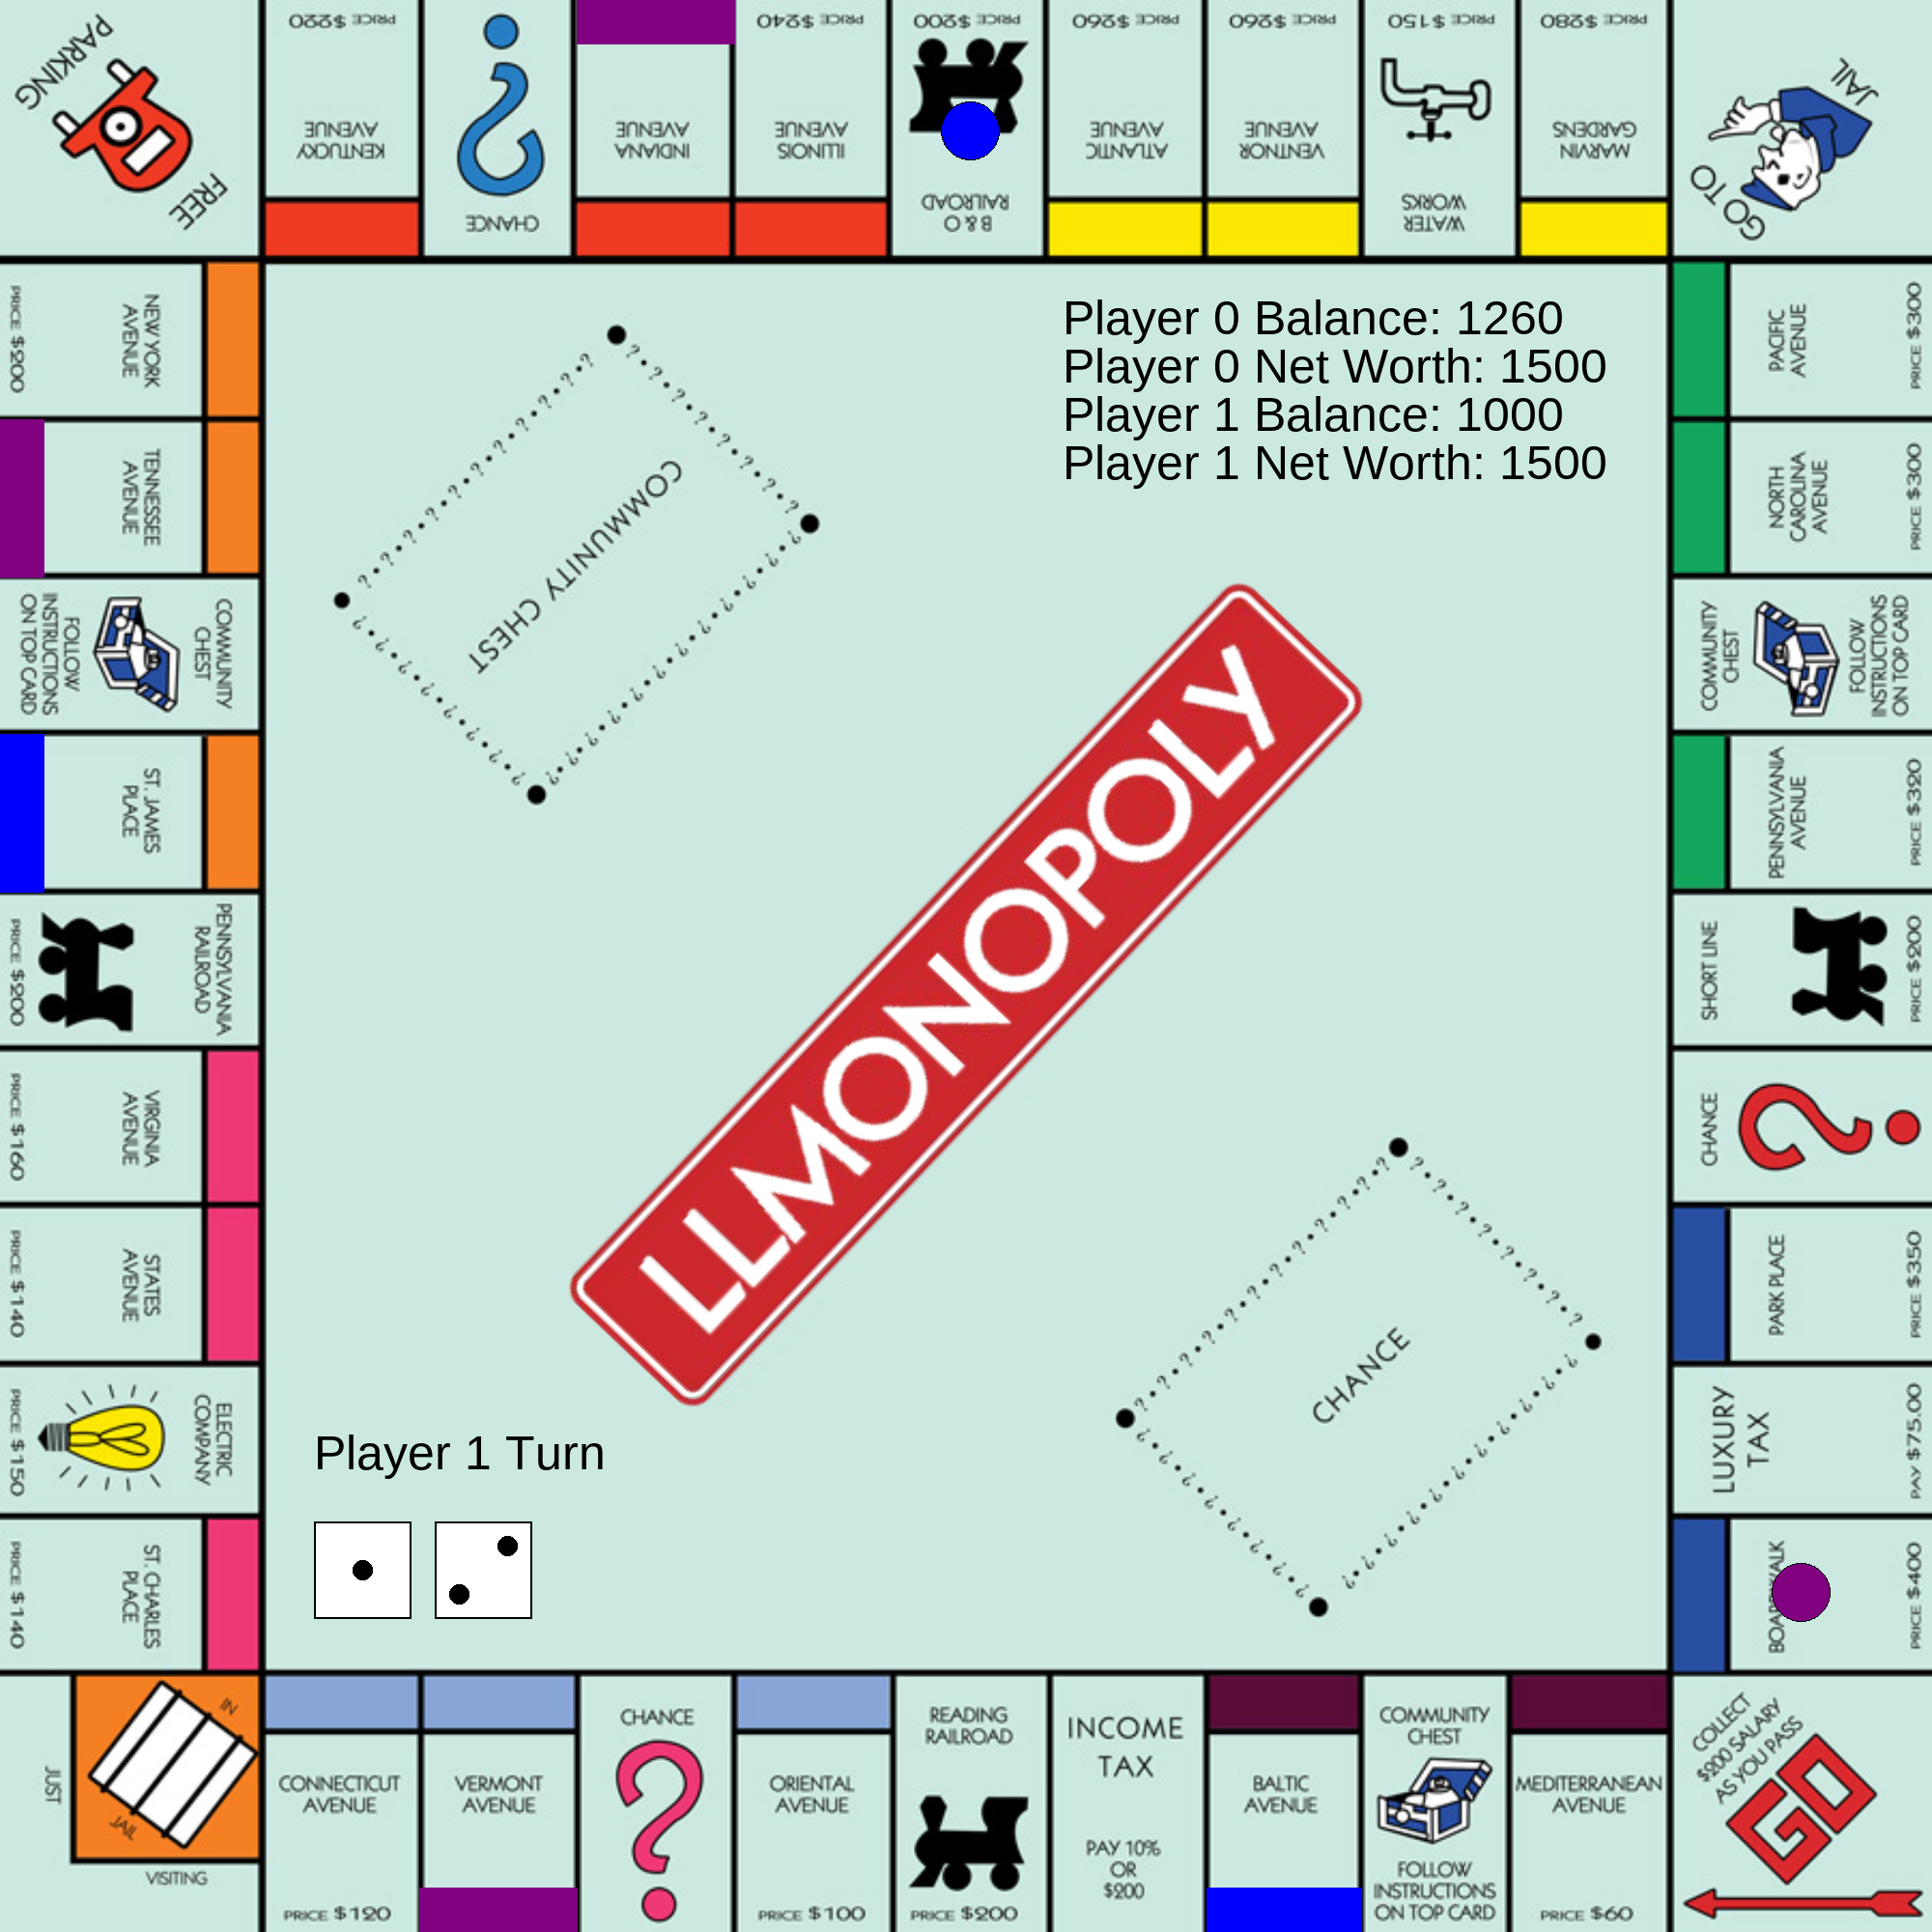 FREE
PARKING
PRICE $220
KENTUCKY
AVENUE
CHANCE
INDIANA
AVENUE
PRICE $240
ILLINOIS
AVENUE
PRICE $200
B & O
RAILROAD
PRICE $260
ATLANTIC
AVENUE
PRICE $260
VENTNOR
AVENUE
PRICE $150
WATER
WORKS
PRICE $280
MARVIN
GARDENS
GO TO
JAIL
NEW YORK
AVENUE
PRICE $200
TENNESSEE
AVENUE
COMMUNITY
CHEST
FOLLOW
INSTRUCTIONS
ON TOP CARD
ST. JAMES
PLACE
PENNSYLVANIA
RAILROAD
PRICE $200
VIRGINIA
AVENUE
PRICE $160
STATES
AVENUE
PRICE $140
ELECTRIC
COMPANY
PRICE $150
ST. CHARLES
PLACE
PRICE $140
Player 0 Balance: 1260
Player 0 Net Worth: 1500
Player 1 Balance: 1000
Player 1 Net Worth: 1500
COMMUNITY CHEST
LLMONOPOLY
CHANCE
Player 1 Turn
PACIFIC
AVENUE
PRICE $300
NORTH
CAROLINA
AVENUE
PRICE $300
COMMUNITY
CHEST
FOLLOW
INSTRUCTIONS
ON TOP CARD
PENNSYLVANIA
AVENUE
PRICE $320
SHORT LINE
PRICE $200
CHANCE
PARK PLACE
PRICE $350
LUXURY
TAX
PAY $75.00
PRICE $400
JUST
VISITING
IN
JAIL
CONNECTICUT
AVENUE
PRICE $120
VERMONT
AVENUE
CHANCE
ORIENTAL
AVENUE
PRICE $100
READING
RAILROAD
PRICE $200
INCOME
TAX
PAY 10%
OR
$200
BALTIC
AVENUE
COMMUNITY
CHEST
FOLLOW
INSTRUCTIONS
ON TOP CARD
MEDITERRANEAN
AVENUE
PRICE $60
COLLECT
$200 SALARY
AS YOU PASS
GO